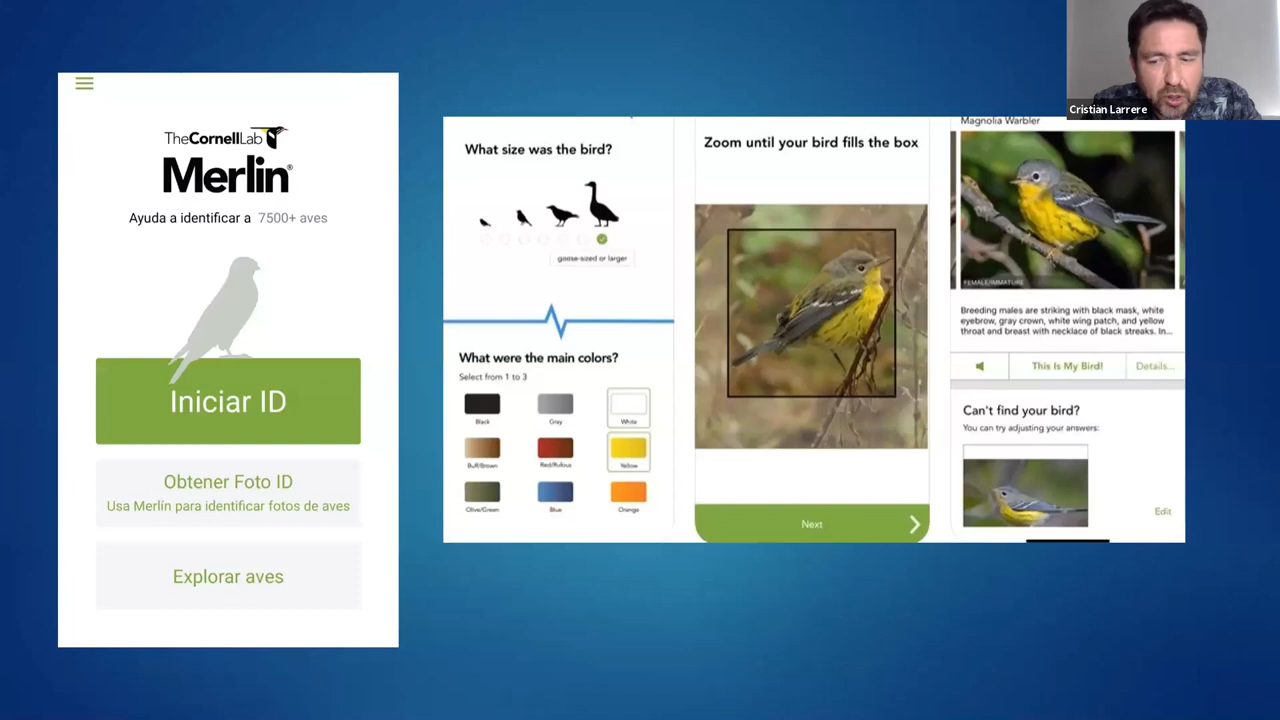 TheCornellLab
Merlin®
Ayuda a identificar a 7500+ aves
Iniciar ID
Obtener Foto ID
Usa Merlín para identificar fotos de aves
Explorar aves
What size was the bird?
goose-sized or larger
What were the main colors?
Select from 1 to 3
Black
Gray
White
Buff/Brown
Red/Rufous
Yellow
Olive/Green
Blue
Orange
Zoom until your bird fills the box
Next
Cristian Larrere
Magnolia Warbler
FEMALE/IMMATURE
Breeding males are striking with black mask, white
eyebrow, gray crown, white wing patch, and yellow
throat and breast with necklace of black streaks. In...
This Is My Bird!
Details...
Can't find your bird?
You can try adjusting your answers:
Edit